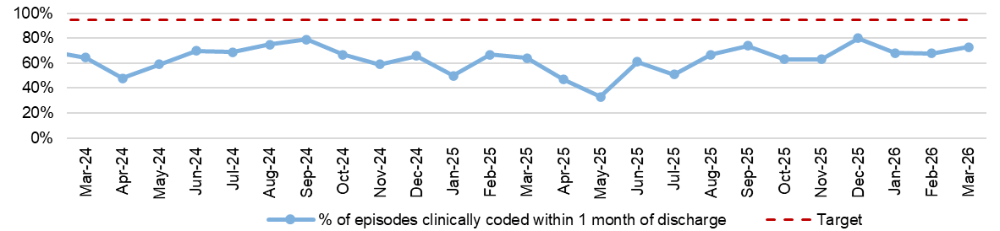 100%
80%
60%
40%
20%
0%
Mar-24
Apr-24
May-24
Jun-24
Jul-24
Aug-24
Sep-24
Oct-24
Nov-24
Dec-24
Jan-25
Feb-25
Mar-25
Apr-25
May-25
Jun-25
Jul-25
Aug-25
Sep-25
Oct-25
Nov-25
Dec-25
Jan-26
Feb-26
Mar-26
% of episodes clinically coded within 1 month of discharge
Target